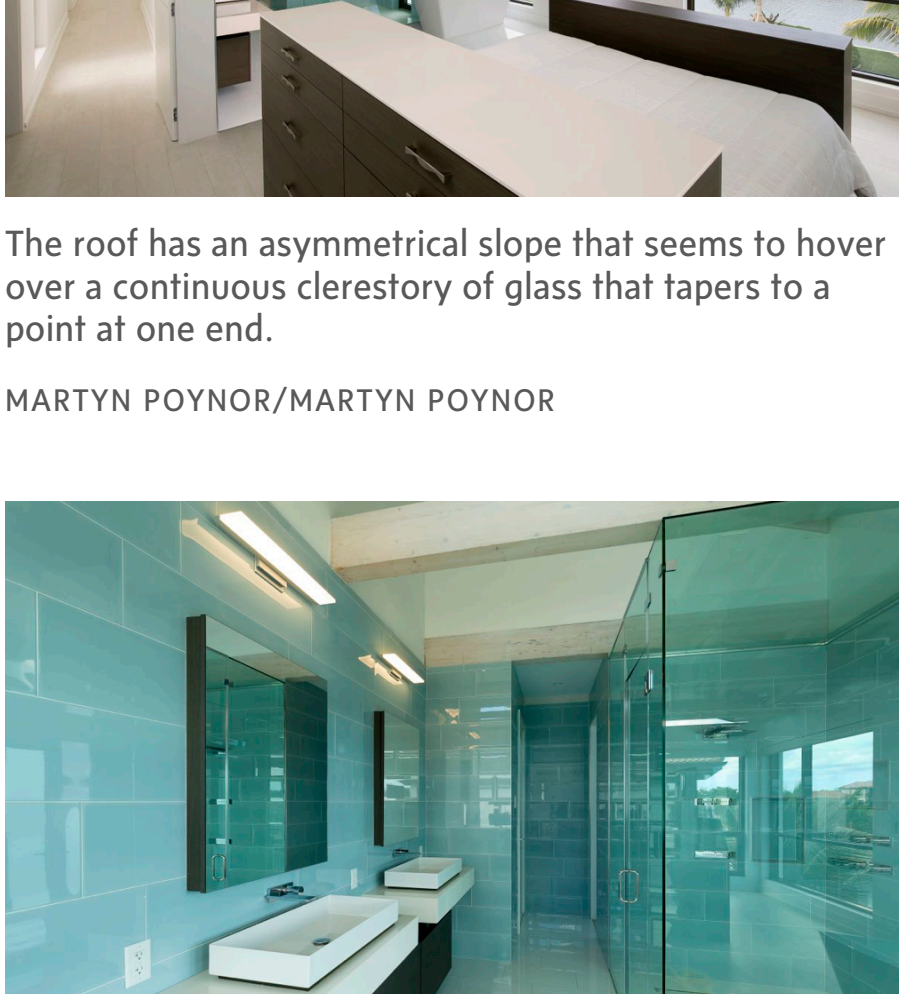 The roof has an asymmetrical slope that seems to hover
over a continuous clerestory of glass that tapers to a
point at one end.
MARTYN POYNOR/MARTYN POYNOR